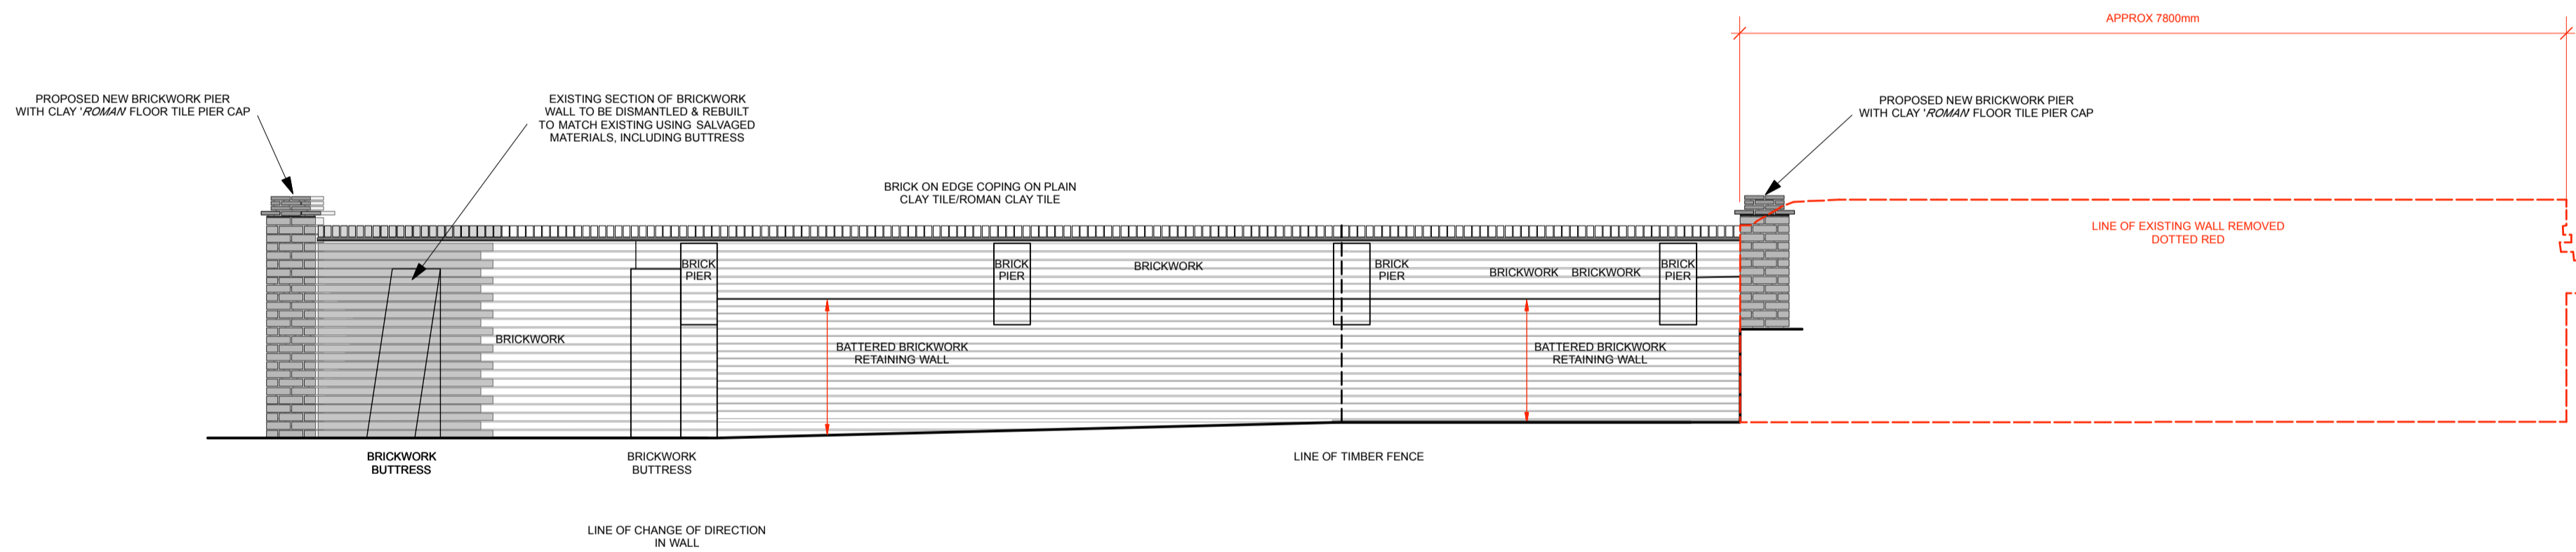 APPROX 7800mm
PROPOSED NEW BRICKWORK PIER
WITH CLAY 'ROMAN' FLOOR TILE PIER CAP
EXISTING SECTION OF BRICKWORK
WALL TO BE DISMANTLED & REBUILT
TO MATCH EXISTING USING SALVAGED
MATERIALS, INCLUDING BUTTRESS
PROPOSED NEW BRICKWORK PIER
WITH CLAY 'ROMAN' FLOOR TILE PIER CAP
BRICK ON EDGE COPING ON PLAIN
CLAY TILE/ROMAN CLAY TILE
LINE OF EXISTING WALL REMOVED
DOTTED RED
BRICK
PIER
BRICK
PIER
BRICKWORK
BRICK
PIER
BRICKWORK
BRICKWORK
BRICK
PIER
BRICKWORK
BATTERED BRICKWORK
RETAINING WALL
BATTERED BRICKWORK
RETAINING WALL
BRICKWORK
BUTTRESS
BRICKWORK
BUTTRESS
LINE OF TIMBER FENCE
LINE OF CHANGE OF DIRECTION
IN WALL